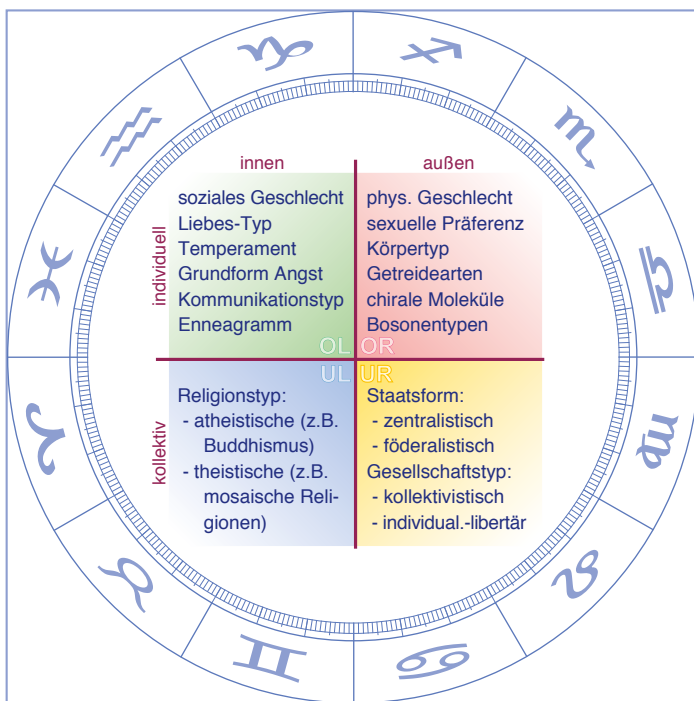 innen
außen
individuell
soziales Geschlecht
Liebes-Typ
Temperament
Grundform Angst
Kommunikationstyp
Enneagramm
phys. Geschlecht
sexuelle Präferenz
Körpertyp
Getreidearten
chirale Moleküle
Bosonentypen
OL OR
UL UR
kollektiv
Religionstyp:
- atheistische (z.B.
Buddhismus)
- theistische (z.B.
mosaische Reli-
gionen)
Staatsform:
- zentralistisch
- föderalistisch
Gesellschaftstyp:
- kollektivistisch
- individual.-libertär